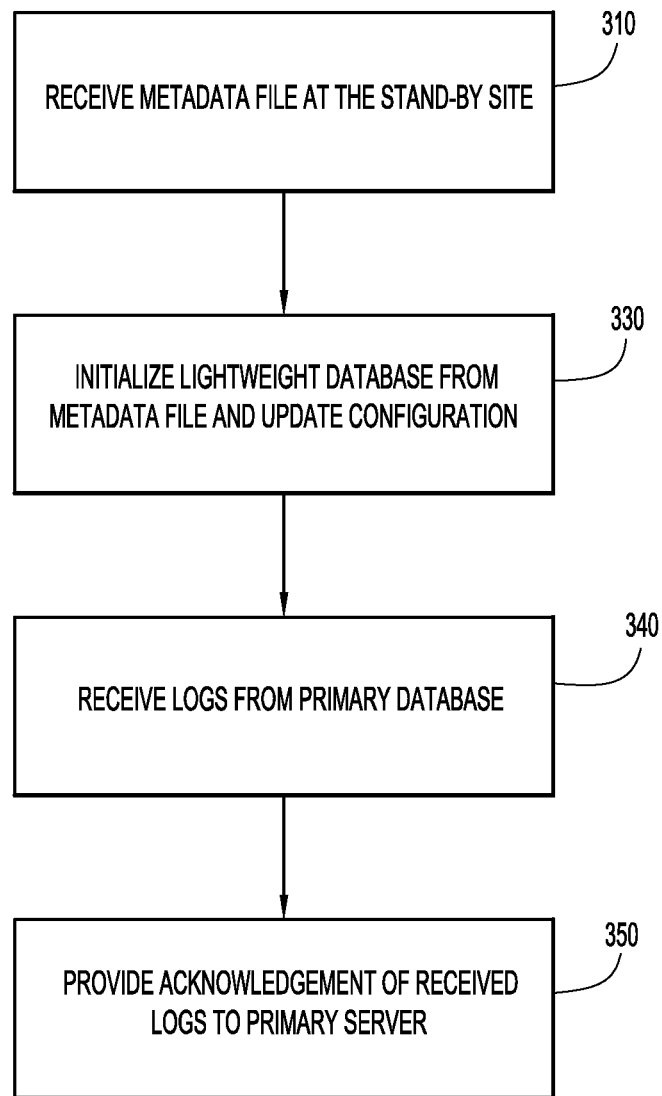 310
RECEIVE METADATA FILE AT THE STAND-BY SITE
330
INITIALIZE LIGHTWEIGHT DATABASE FROM
METADATA FILE AND UPDATE CONFIGURATION
340
RECEIVE LOGS FROM PRIMARY DATABASE
350
PROVIDE ACKNOWLEDGEMENT OF RECEIVED
LOGS TO PRIMARY SERVER